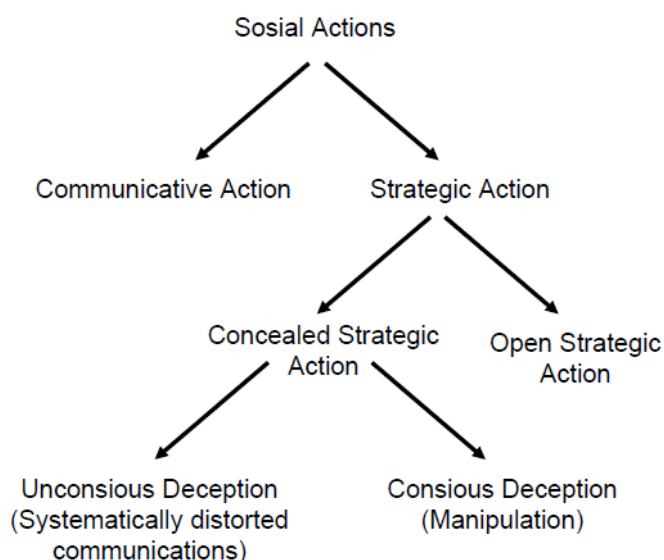 Sosial Actions
Communicative Action
Strategic Action
Concealed Strategic
Action
Open Strategic
Action
Unconsious Deception
(Systematically distorted
communications)
Consious Deception
(Manipulation)